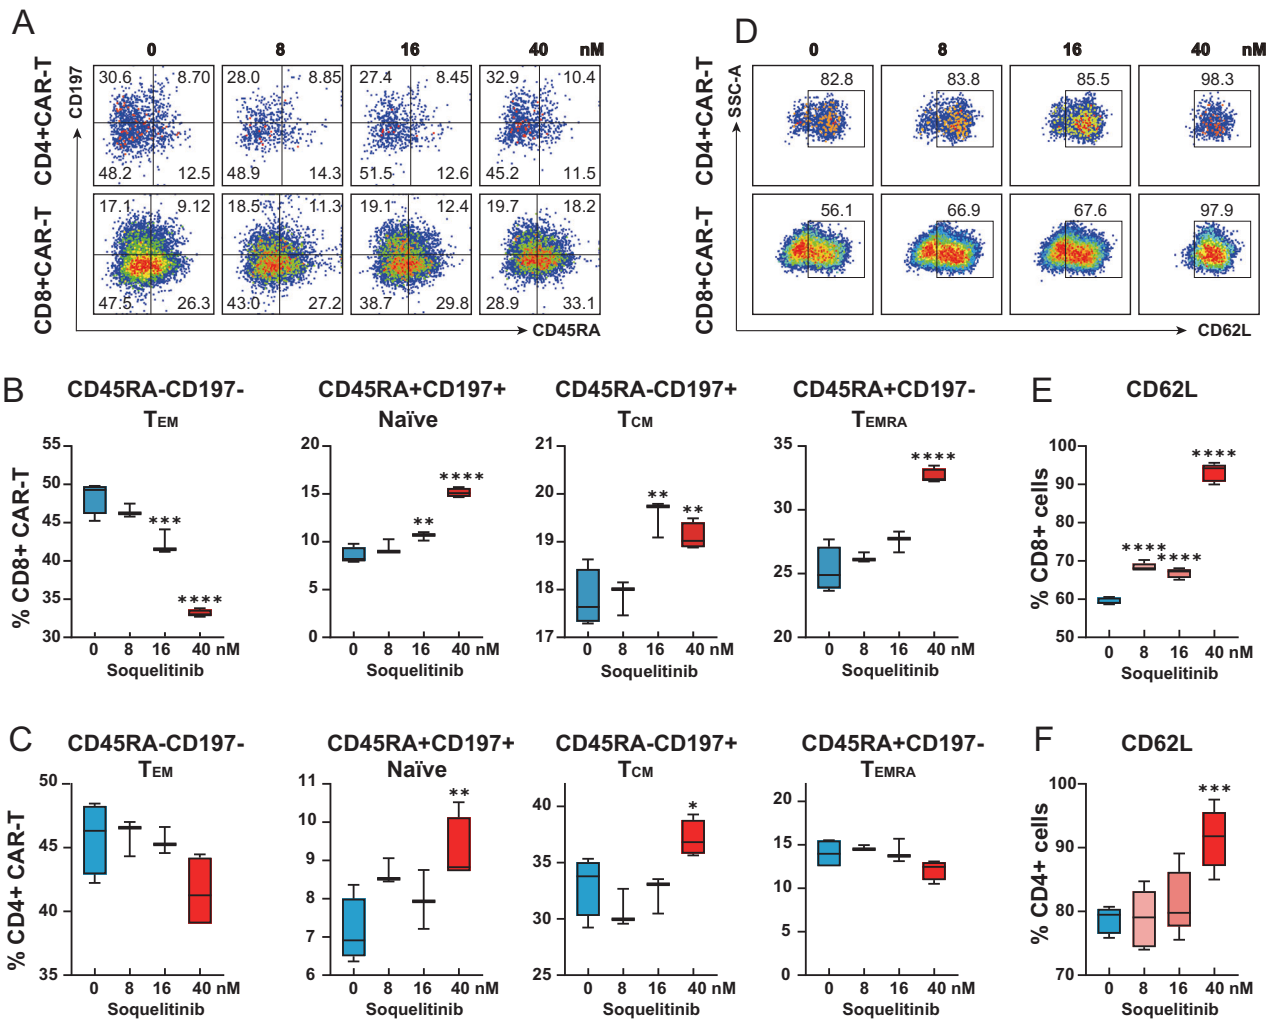 A
0 8 16 40 nM
CD4+CAR-T
CD197
30.6 8.70 28.0 8.85 27.4 8.45 32.9 10.4
48.2 12.5 48.9 14.3 51.5 12.6 45.2 11.5
CD8+CAR-T
17.1 9.12 18.5 11.3 19.1 12.4 19.7 18.2
47.5 26.3 43.0 27.2 38.7 29.8 28.9 33.1
CD45RA
D
0 8 16 40 nM
CD4+CAR-T
SSC-A
82.8 83.8 85.5 98.3
CD8+CAR-T
56.1 66.9 67.6 97.9
CD62L
B
% CD8+ CAR-T
CD45RA-CD197-
TEM
55
50
45
40
35
30
***
****
0 8 16 40 nM
Soquelitinib
CD45RA+CD197+
Naïve
20
15
10
5
0
**
****
0 8 16 40 nM
Soquelitinib
CD45RA-CD197+
TCM
21
20
19
18
17
**
**
0 8 16 40 nM
Soquelitinib
CD45RA+CD197-
TEMRA
35
30
25
20
****
0 8 16 40 nM
Soquelitinib
E
CD62L
% CD8+ cells
100
90
80
70
60
50
****
****
****
0 8 16 40 nM
Soquelitinib
C
% CD4+ CAR-T
CD45RA-CD197-
TEM
50
45
40
35
0 8 16 40 nM
Soquelitinib
CD45RA+CD197+
Naïve
11
10
9
8
7
6
**
0 8 16 40 nM
Soquelitinib
CD45RA-CD197+
TCM
40
35
30
25
*
0 8 16 40 nM
Soquelitinib
CD45RA+CD197-
TEMRA
20
15
10
5
0
0 8 16 40 nM
Soquelitinib
F
CD62L
% CD4+ cells
100
90
80
70
***
0 8 16 40 nM
Soquelitinib